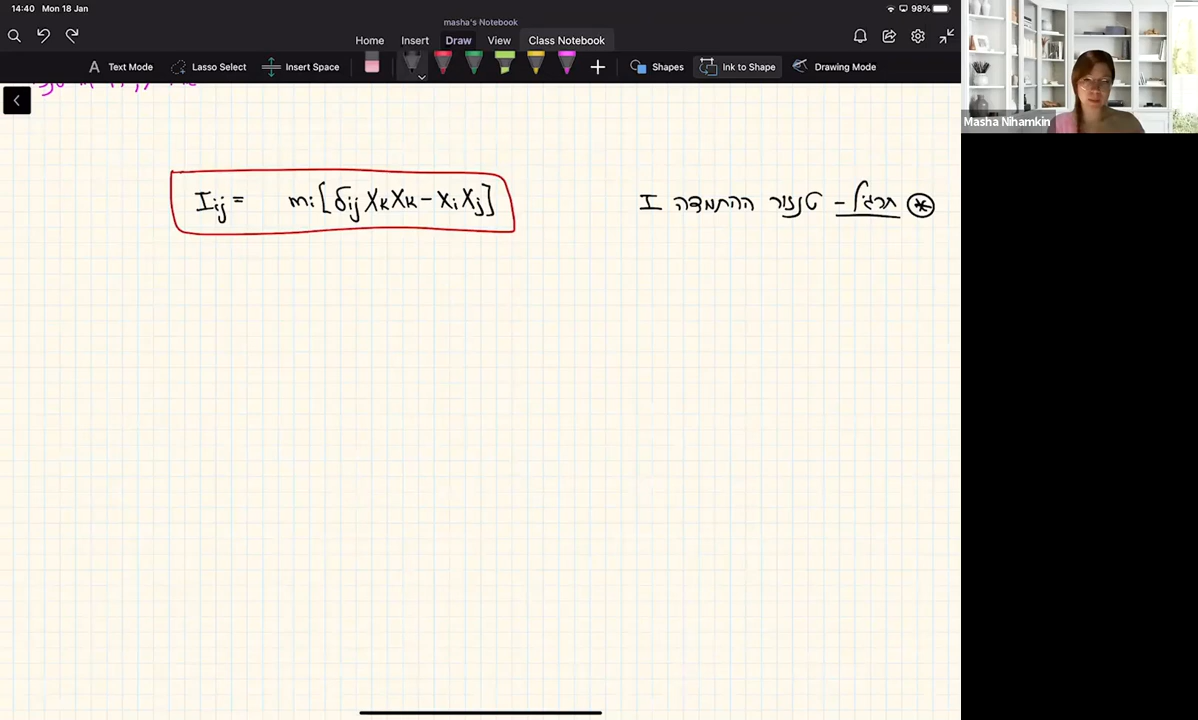 14:40 Mon 18 Jan
98%
masha's Notebook
Home Insert Draw View Class Notebook
Text Mode Lasso Select Insert Space Shapes Ink to Shape Drawing Mode
Masha Nihamkin
⊛ תרגיל - טנזור ההתמדה I
Iij = mi[δij XkXk - XiXj]